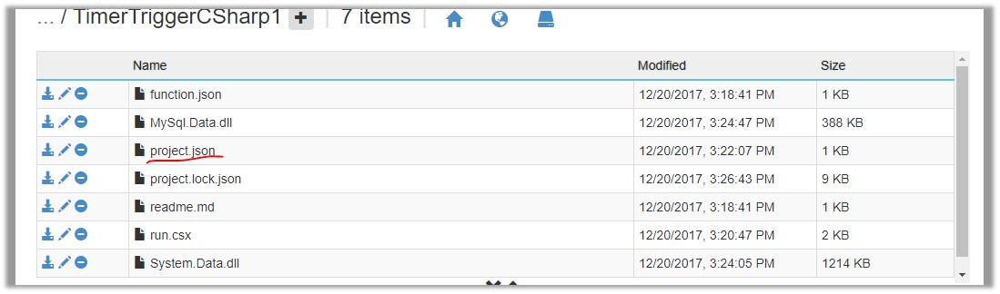 ... / TimerTriggerCSharp1 + | 7 items |
Name Modified Size
function.json 12/20/2017, 3:18:41 PM 1 KB
MySql.Data.dll 12/20/2017, 3:24:47 PM 388 KB
project.json 12/20/2017, 3:22:07 PM 1 KB
project.lock.json 12/20/2017, 3:26:43 PM 9 KB
readme.md 12/20/2017, 3:18:41 PM 1 KB
run.csx 12/20/2017, 3:20:47 PM 2 KB
System.Data.dll 12/20/2017, 3:24:05 PM 1214 KB